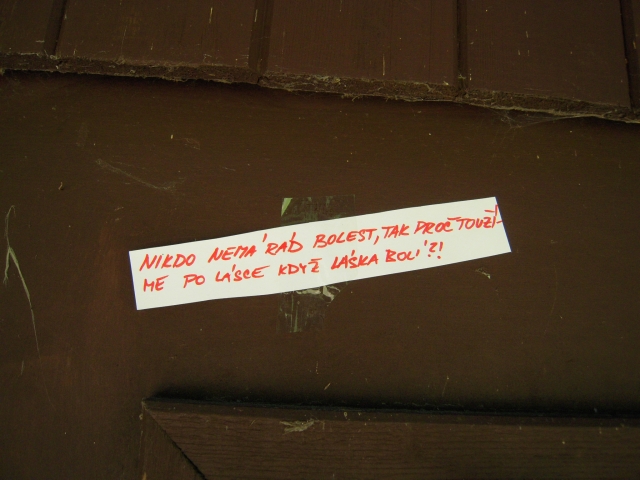 NIKDO NEMÁ RÁD BOLEST, TAK PROČ TOUŽÍ-
ME PO LÁSCE KDYŽ LÁSKA BOLÍ?!